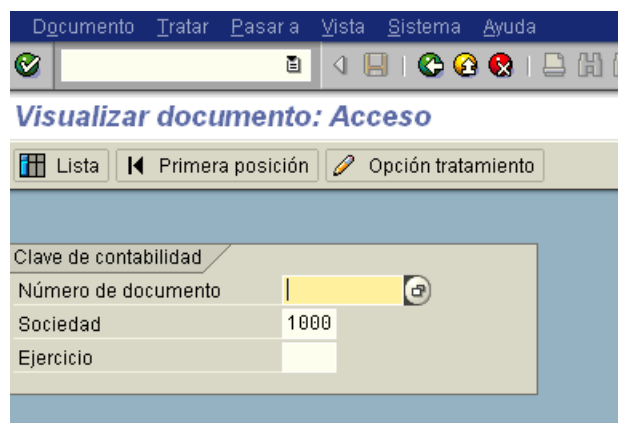 Documento Tratar Pasar a Vista Sistema Ayuda
Visualizar documento: Acceso
Lista Primera posición Opción tratamiento
Clave de contabilidad
Número de documento
Sociedad 1000
Ejercicio